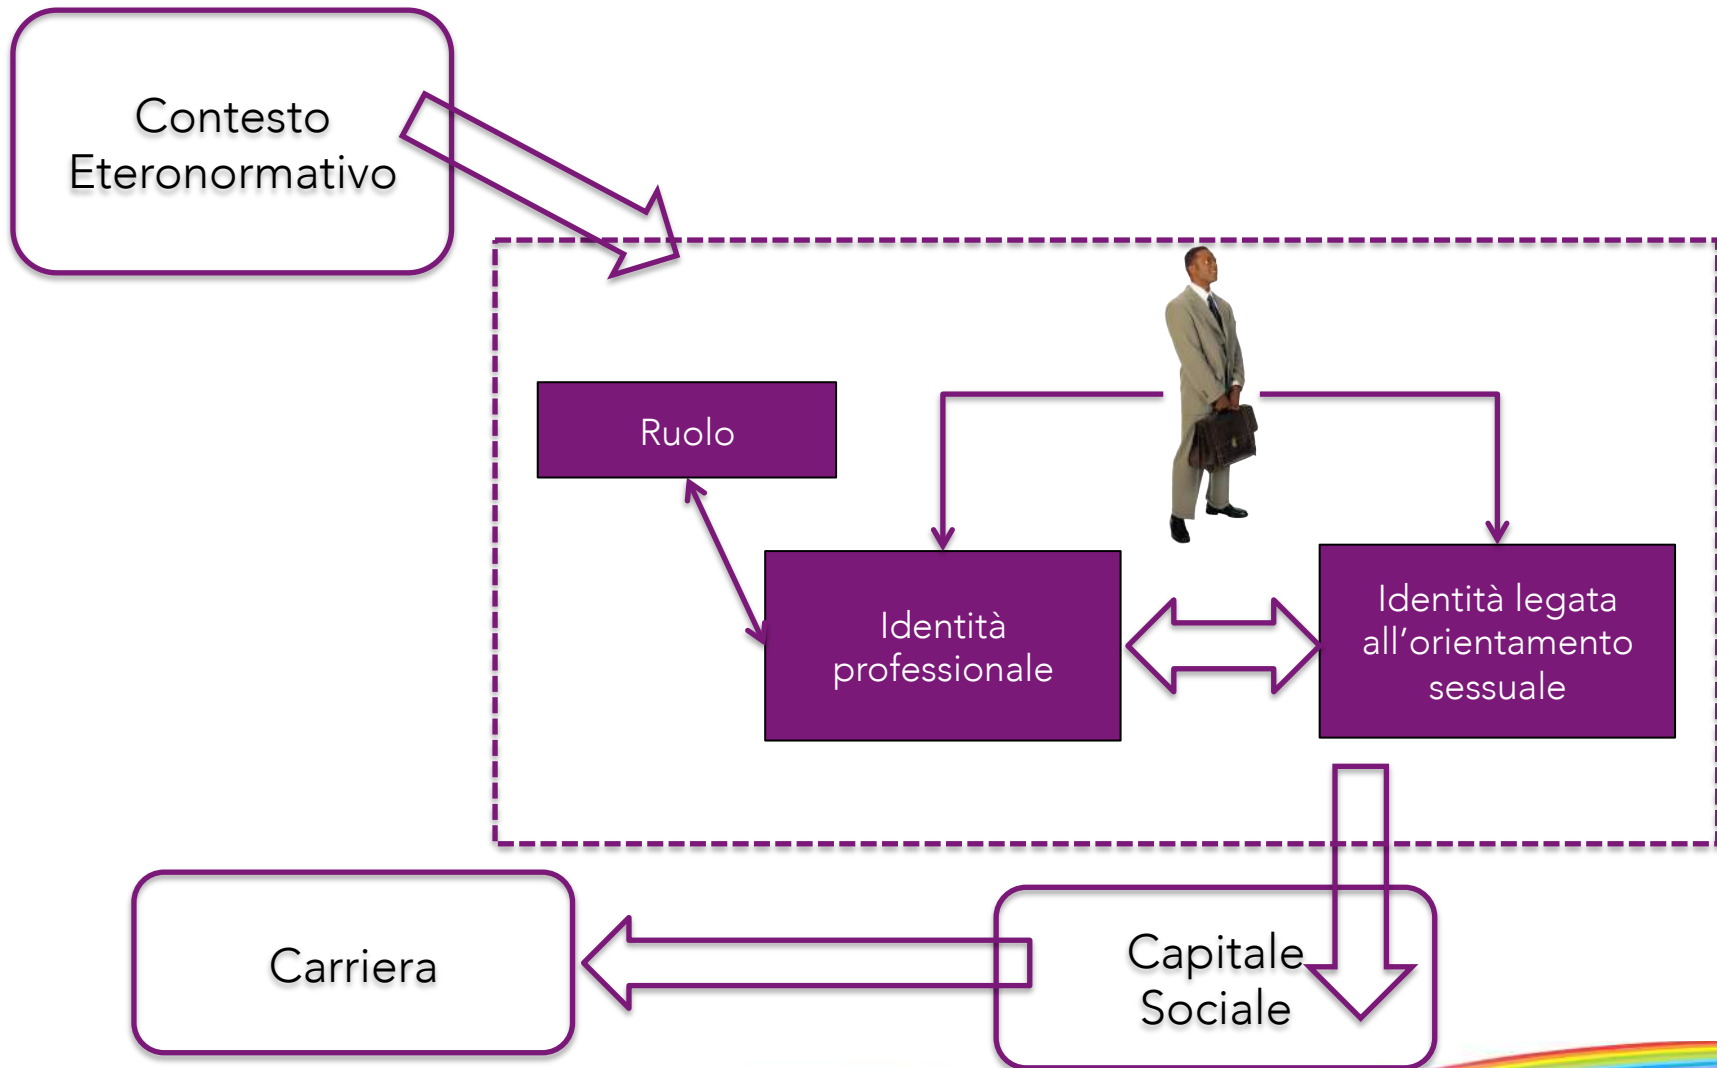 Contesto
Eteronormativo
Ruolo
Identità
professionale
Identità legata
all’orientamento
sessuale
Carriera
Capitale
Sociale